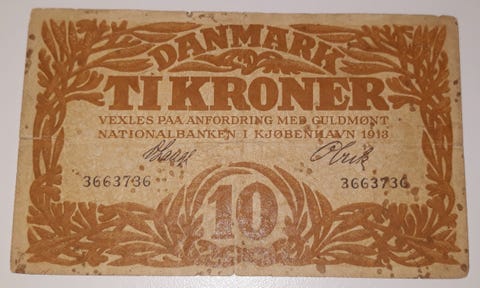 DANMARK
TI KRONER
VEXLES PAA ANFORDRING MED GULDMØNT
NATIONALBANKEN I KJØBENHAVN 1913
3663736 3663736
10